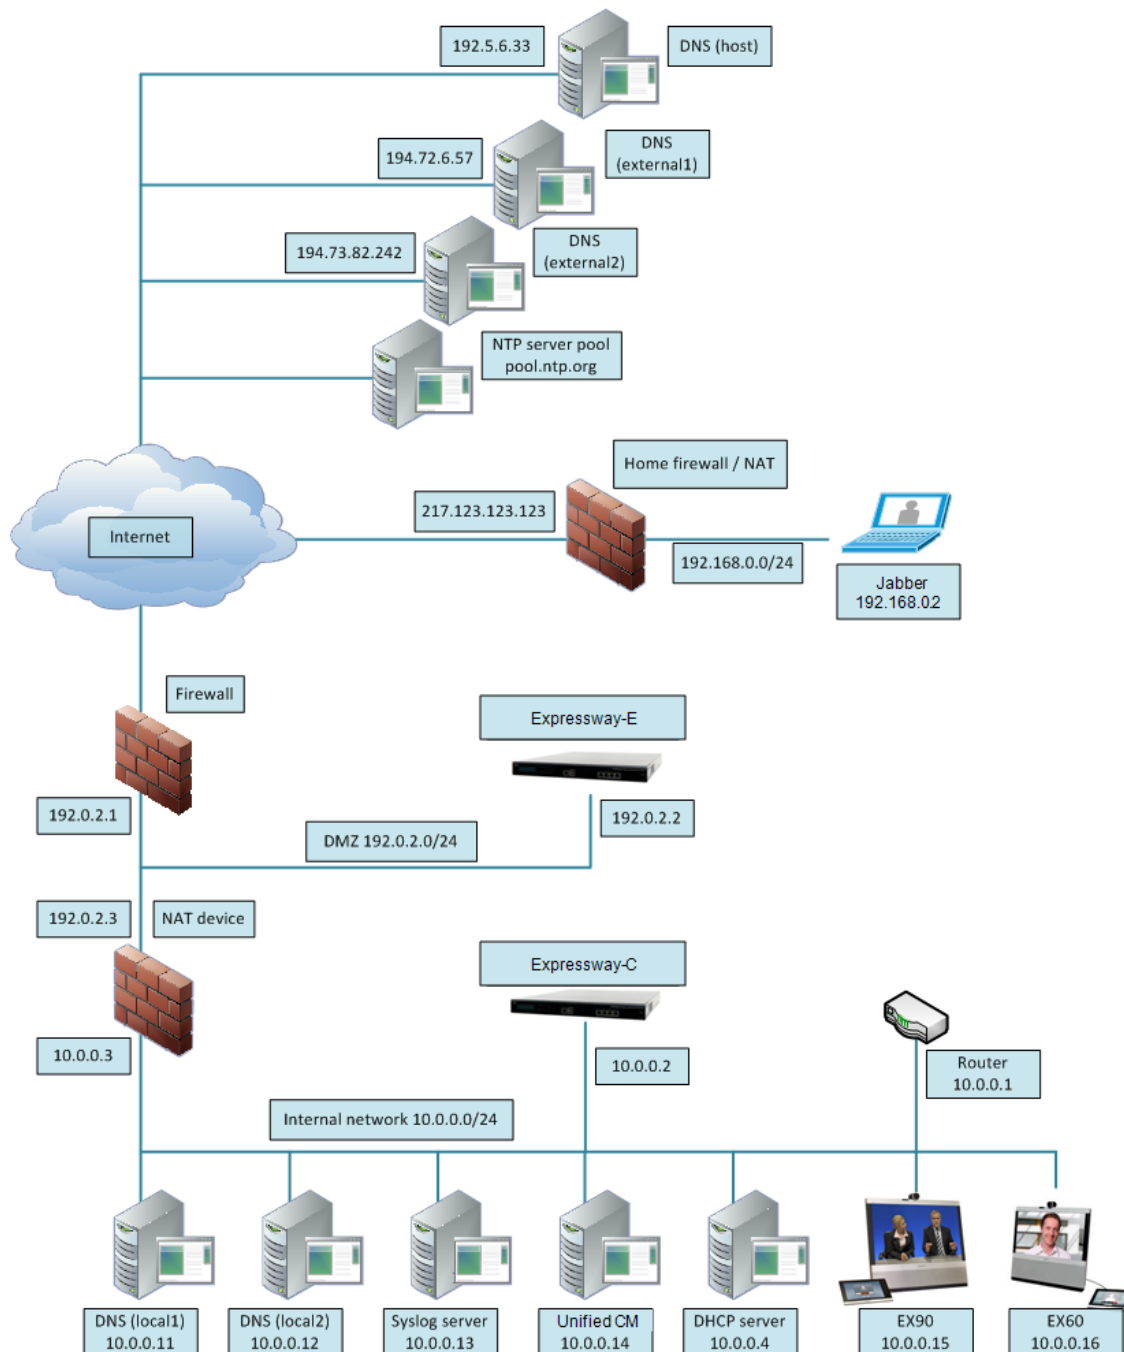 192.5.6.33
DNS (host)
194.72.6.57
DNS
(external1)
194.73.82.242
DNS
(external2)
NTP server pool
pool.ntp.org
Home firewall / NAT
217.123.123.123
Internet
192.168.0.0/24
Jabber
192.168.0.2
Firewall
Expressway-E
192.0.2.1
192.0.2.2
DMZ 192.0.2.0/24
192.0.2.3
NAT device
Expressway-C
10.0.0.3
10.0.0.2
Router
10.0.0.1
Internal network 10.0.0.0/24
DNS (local1)
10.0.0.11
DNS (local2)
10.0.0.12
Syslog server
10.0.0.13
Unified CM
10.0.0.14
DHCP server
10.0.0.4
EX90
10.0.0.15
EX60
10.0.0.16